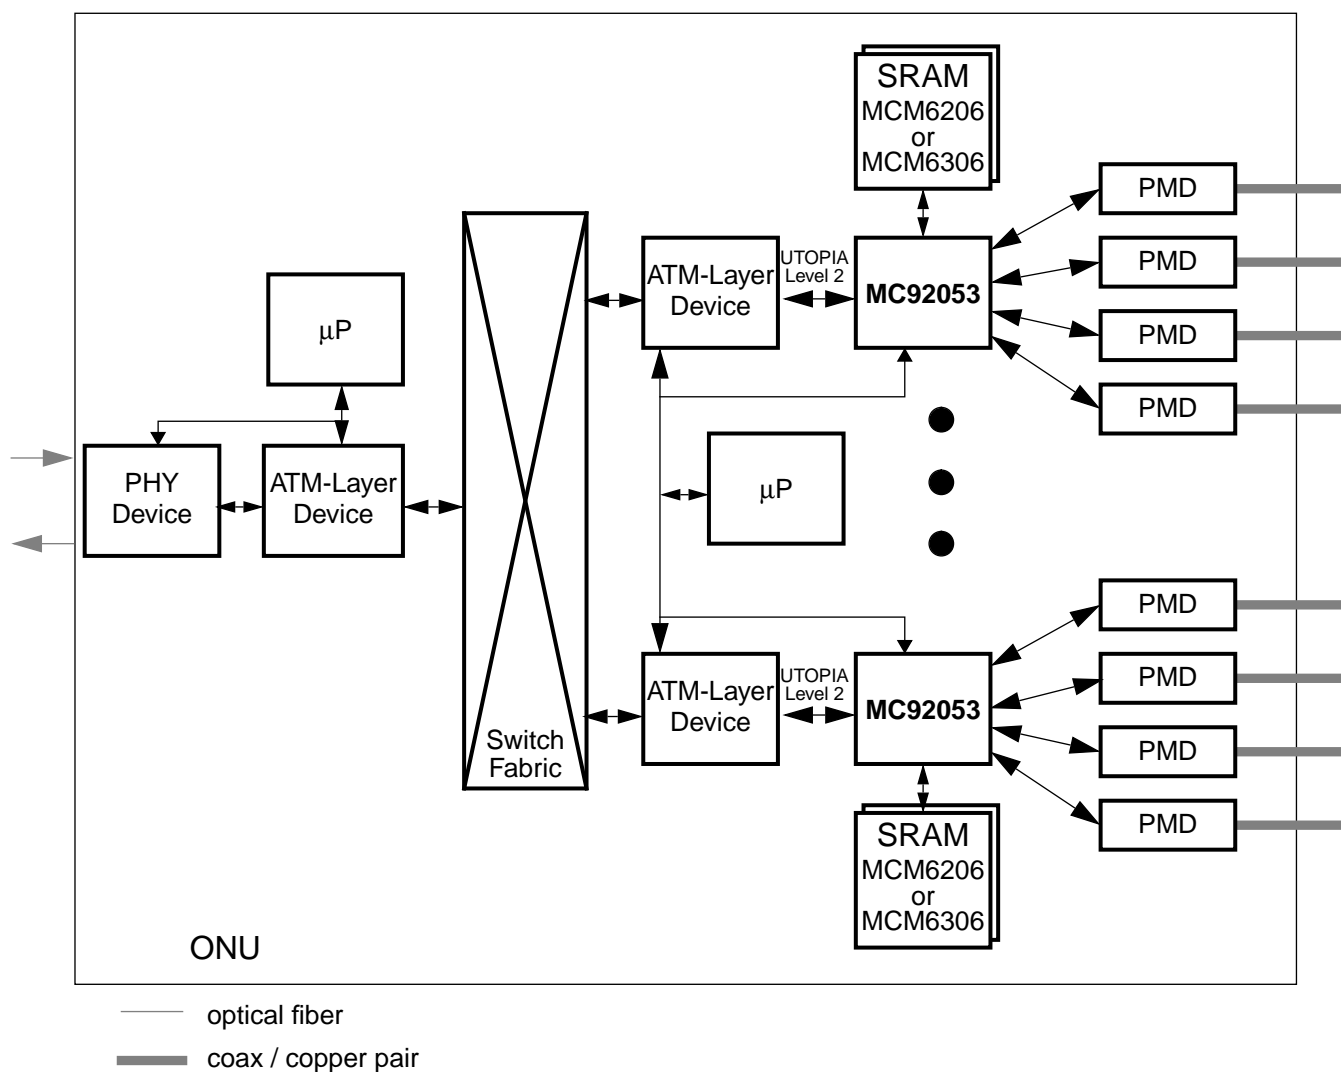 SRAM
MCM6206
or
MCM6306
PMD
PMD
PMD
PMD
ATM-Layer
Device
UTOPIA
Level 2
MC92053
μP
PHY
Device
ATM-Layer
Device
μP
Switch
Fabric
ATM-Layer
Device
UTOPIA
Level 2
MC92053
PMD
PMD
PMD
PMD
SRAM
MCM6206
or
MCM6306
ONU
optical fiber
coax / copper pair